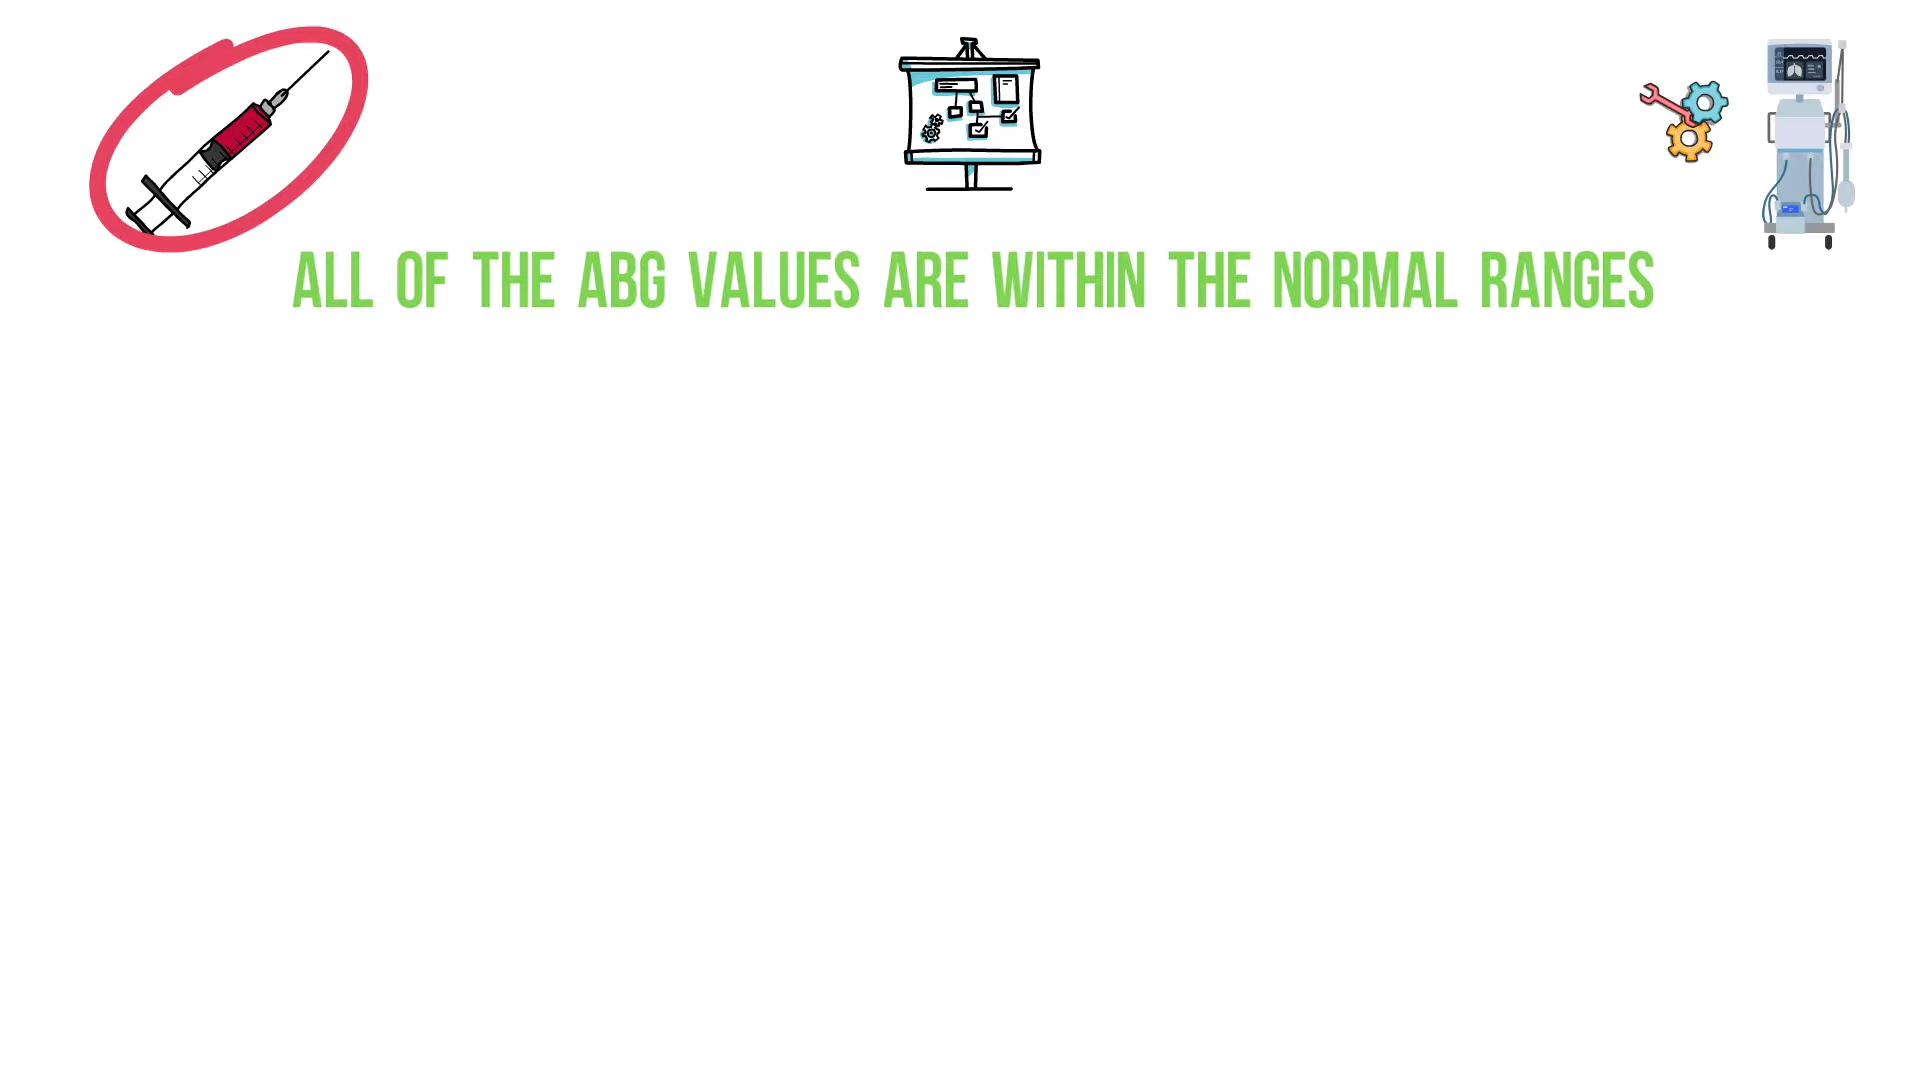 ALL OF THE ABG VALUES ARE WITHIN THE NORMAL RANGES